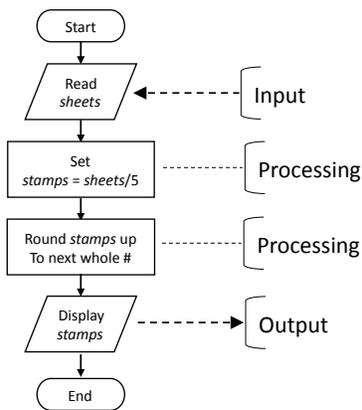 Start
Read
sheets
Input
Set
stamps = sheets/5
Processing
Round stamps up
To next whole #
Processing
Display
stamps
Output
End